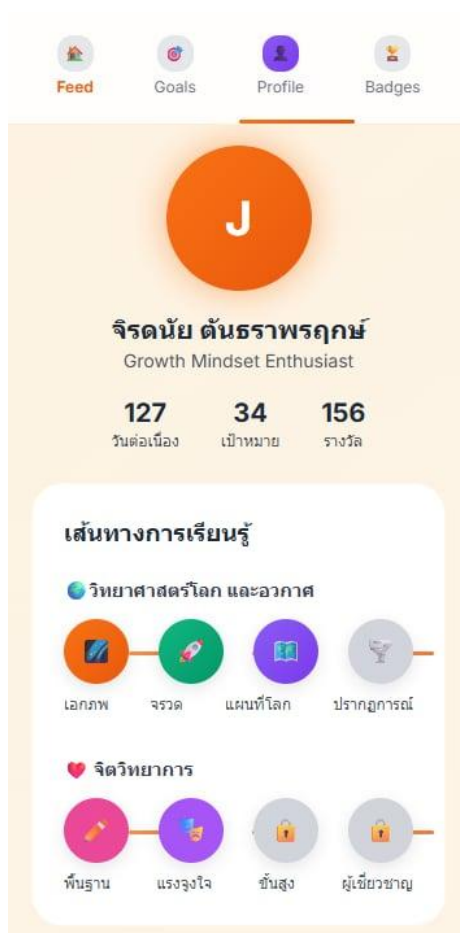 Feed Goals Profile Badges
J
จิรดนัย ตันธราพรฤกษ์
Growth Mindset Enthusiast
127 34 156
วันต่อเนื่อง เป้าหมาย รางวัล
เส้นทางการเรียนรู้
วิทยาศาสตร์โลก และอวกาศ
เอกภพ จรวด แผนที่โลก ปรากฏการณ์
จิตวิทยาการ
พื้นฐาน แรงจูงใจ ขั้นสูง ผู้เชี่ยวชาญ